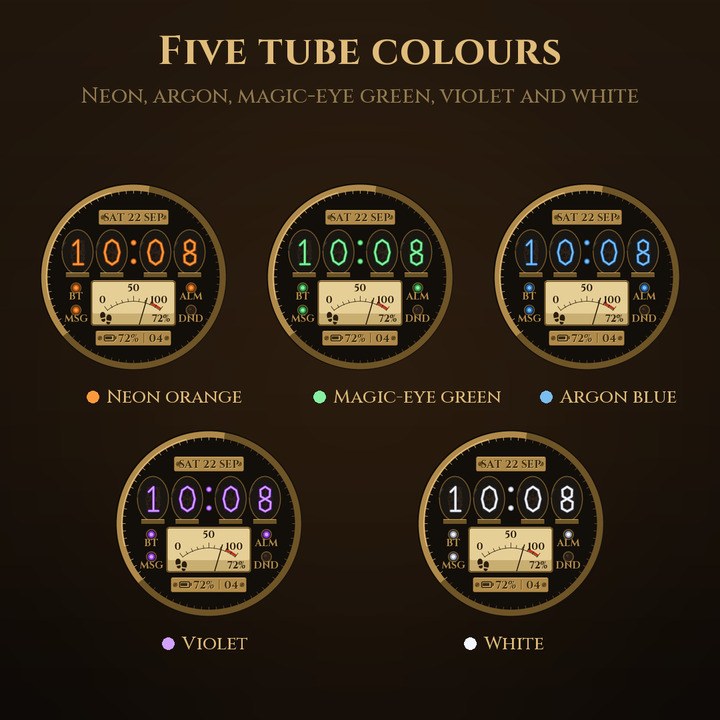 Five tube colours
Neon, argon, magic-eye green, violet and white
SAT 22 SEP
10:08
BT
ALM
MSG
DND
0
50
100
72%
72% 04
Neon orange
SAT 22 SEP
10:08
BT
ALM
MSG
DND
0
50
100
72%
72% 04
Magic-eye green
SAT 22 SEP
10:08
BT
ALM
MSG
DND
0
50
100
72%
72% 04
Argon blue
SAT 22 SEP
10:08
BT
ALM
MSG
DND
0
50
100
72%
72% 04
Violet
SAT 22 SEP
10:08
BT
ALM
MSG
DND
0
50
100
72%
72% 04
White